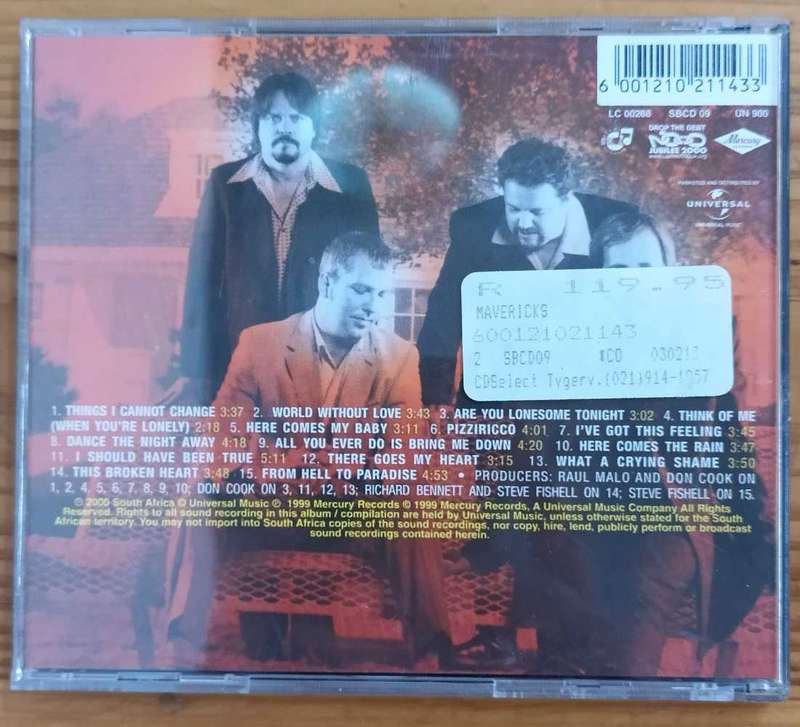 6 001210 211433
LC 00268 SBCD 09 UN 900
DROP THE DEBT
JUBILEE 2000
Mercury
MARKETED AND DISTRIBUTED BY
UNIVERSAL
UNIVERSAL MUSIC
R 119.95
MAVERICKS
600121021143
2 SBCD09 *CD 030213
CDSelect Tygerv.(021)914-1957
1. THINGS I CANNOT CHANGE 3:37 2. WORLD WITHOUT LOVE 3:43 3. ARE YOU LONESOME TONIGHT 3:02 4. THINK OF ME
(WHEN YOU'RE LONELY) 2:18 5. HERE COMES MY BABY 3:11 6. PIZZIRICCO 4:01 7. I'VE GOT THIS FEELING 3:45
8. DANCE THE NIGHT AWAY 4:18 9. ALL YOU EVER DO IS BRING ME DOWN 4:20 10. HERE COMES THE RAIN 3:47
11. I SHOULD HAVE BEEN TRUE 5:11 12. THERE GOES MY HEART 3:15 13. WHAT A CRYING SHAME 3:50
14. THIS BROKEN HEART 3:48 15. FROM HELL TO PARADISE 4:53 • PRODUCERS: RAUL MALO AND DON COOK ON
1, 2, 4, 5, 6, 7, 8, 9, 10; DON COOK ON 3, 11, 12, 13; RICHARD BENNETT AND STEVE FISHELL ON 14; STEVE FISHELL ON 15.
℗ 2000 South Africa © Universal Music ℗ 1999 Mercury Records © 1999 Mercury Records, A Universal Music Company All Rights
Reserved. Rights to all sound recording in this album / compilation are held by Universal Music, unless otherwise stated for the South
African territory. You may not import into South Africa copies of the sound recordings, nor copy, hire, lend, publicly perform or broadcast
sound recordings contained herein.